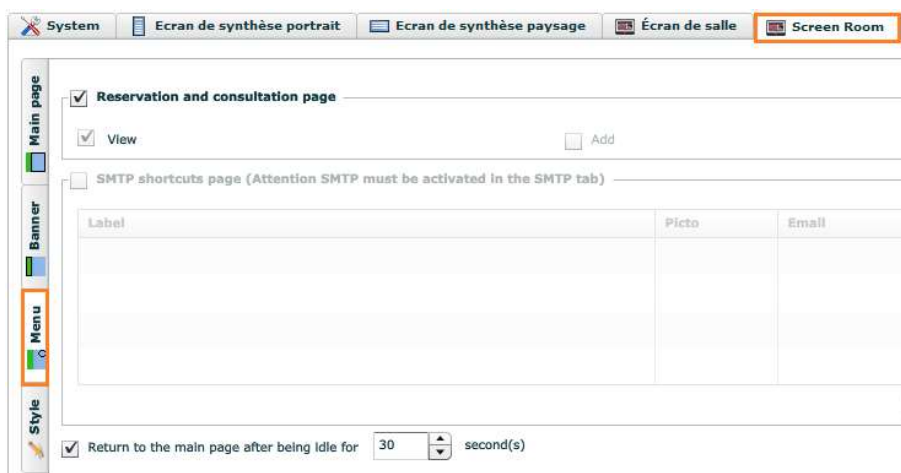 System Ecran de synthèse portrait Ecran de synthèse paysage Écran de salle Screen Room
Main page
Banner
Menu
Style
Reservation and consultation page
View Add
SMTP shortcuts page (Attention SMTP must be activated in the SMTP tab)
Label Picto Email
Return to the main page after being idle for 30 second(s)